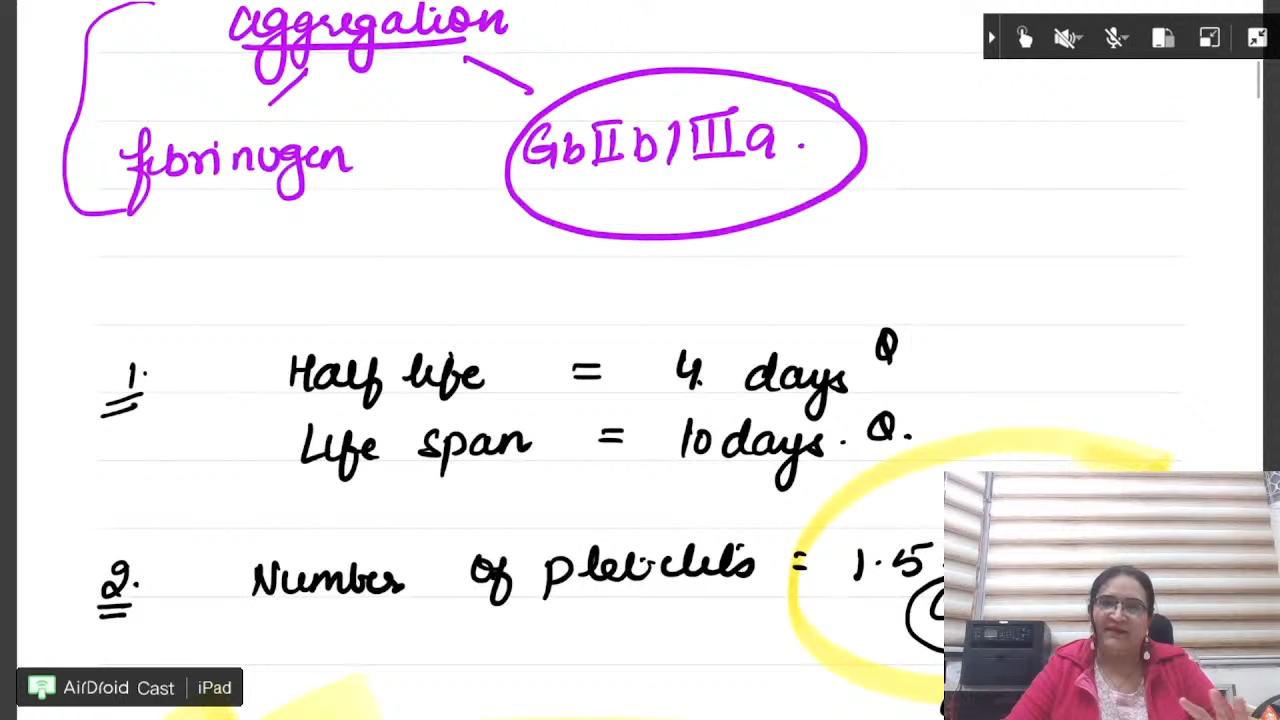 aggregation
fibrinogen
GbIIb/IIIa.
1. Half life = 4 days Q
Life span = 10 days. Q.
2. Number of platelets = 1.5
AirDroid Cast | iPad